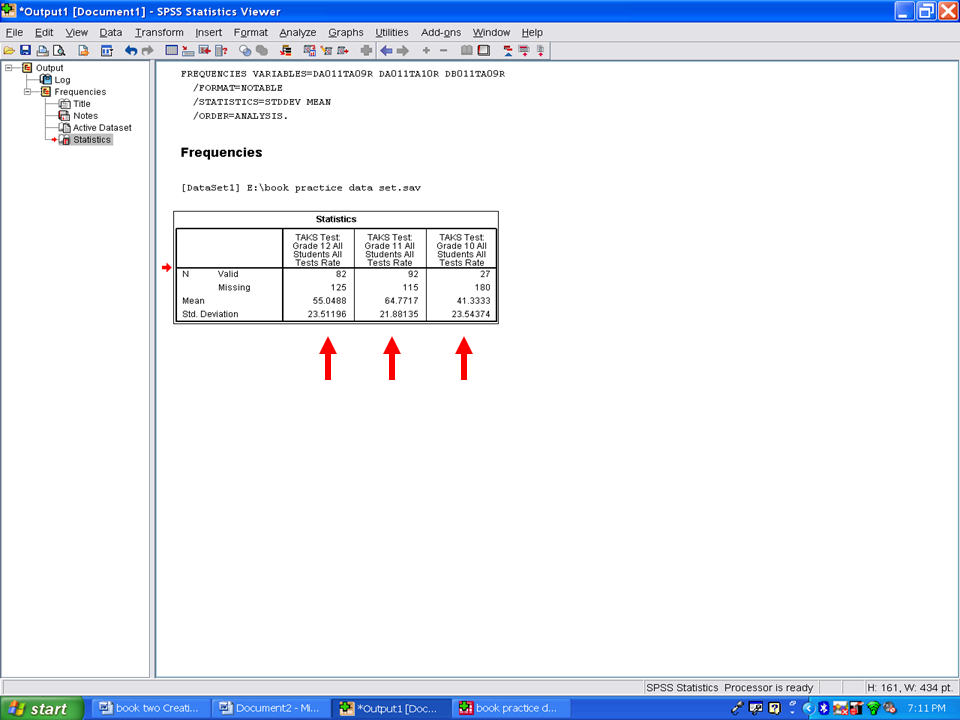 *Output1 [Document1] - SPSS Statistics Viewer
File Edit View Data Transform Insert Format Analyze Graphs Utilities Add-ons Window Help
Output
Log
Frequencies
Title
Notes
Active Dataset
Statistics
FREQUENCIES VARIABLES=DA011TA09R DA011TA10R DB011TA09R
/FORMAT=NOTABLE
/STATISTICS=STDDEV MEAN
/ORDER=ANALYSIS.
Frequencies
[DataSet1] E:\book practice data set.sav
Statistics
TAKS Test: Grade 12 All Students All Tests Rate
TAKS Test: Grade 11 All Students All Tests Rate
TAKS Test: Grade 10 All Students All Tests Rate
N Valid 82 92 27
Missing 125 115 180
Mean 55.0488 64.7717 41.3333
Std. Deviation 23.51196 21.88135 23.54374
SPSS Statistics Processor is ready H: 161, W: 434 pt.
start book two Creati... Document2 - Mi... *Output1 [Doc... book practice d... 7:11 PM